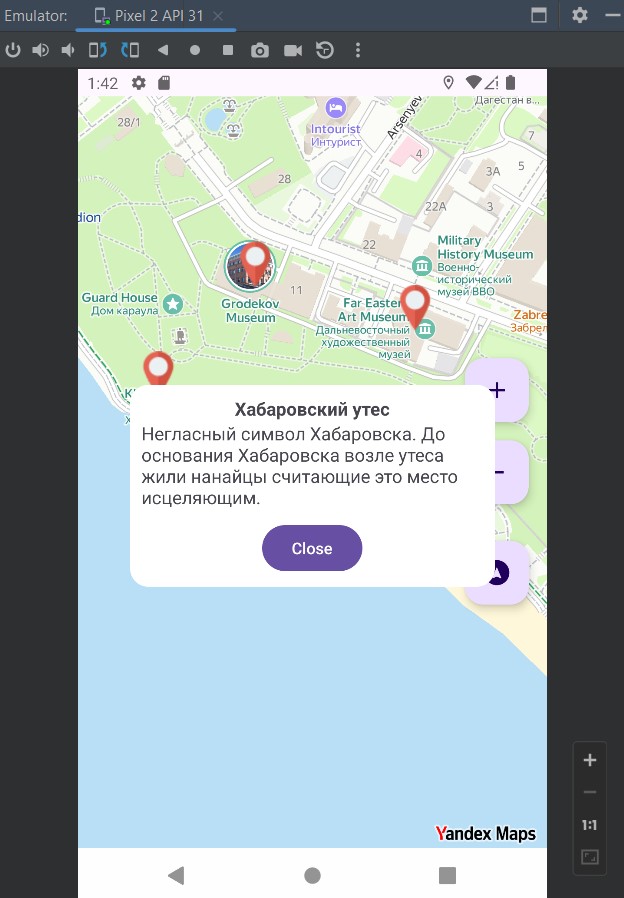 Emulator:
Pixel 2 API 31
1:42
Дагестан в...
28/1
Intourist
Интурист
Arsenyev
4
7
5
3A
28
22A
3
dion
22
Military
History Museum
Военно-
исторический
музей ВВО
11
Guard House
Дом караула
Grodekov
Museum
Far Easter
Art Museum
Дальневосточный
художественный
музей
Zabre
Забрел
Хабаровский утес
Негласный символ Хабаровска. До
основания Хабаровска возле утеса
жили нанайцы считающие это место
исцеляющим.
Close
1:1
Yandex Maps